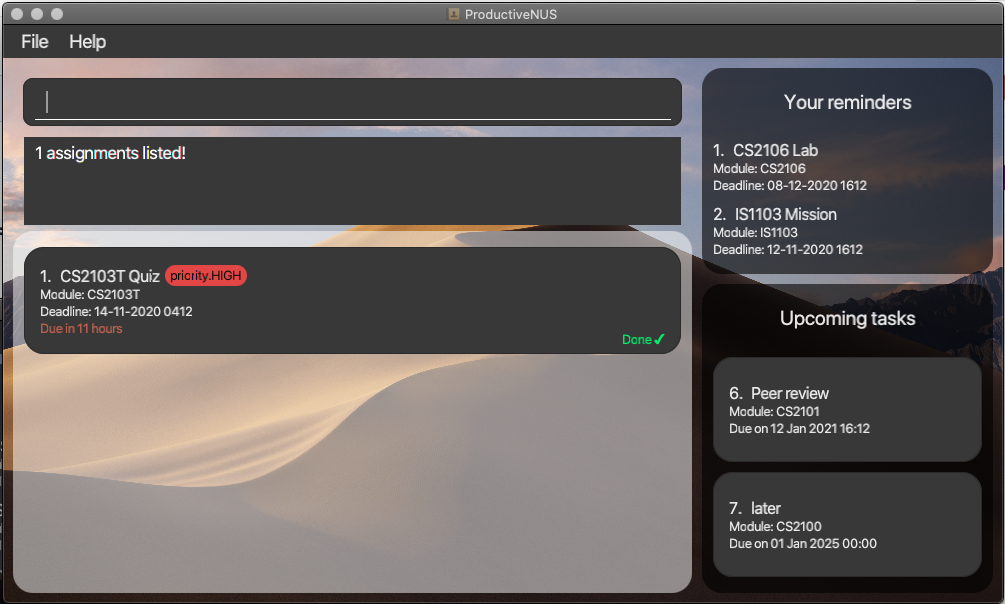 ProductiveNUS
File Help
1 assignments listed!
1. CS2103T Quiz priority.HIGH
Module: CS2103T
Deadline: 14-11-2020 0412
Due in 11 hours
Done✓
Your reminders
1. CS2106 Lab
Module: CS2106
Deadline: 08-12-2020 1612
2. IS1103 Mission
Module: IS1103
Deadline: 12-11-2020 1612
Upcoming tasks
6. Peer review
Module: CS2101
Due on 12 Jan 2021 16:12
7. later
Module: CS2100
Due on 01 Jan 2025 00:00